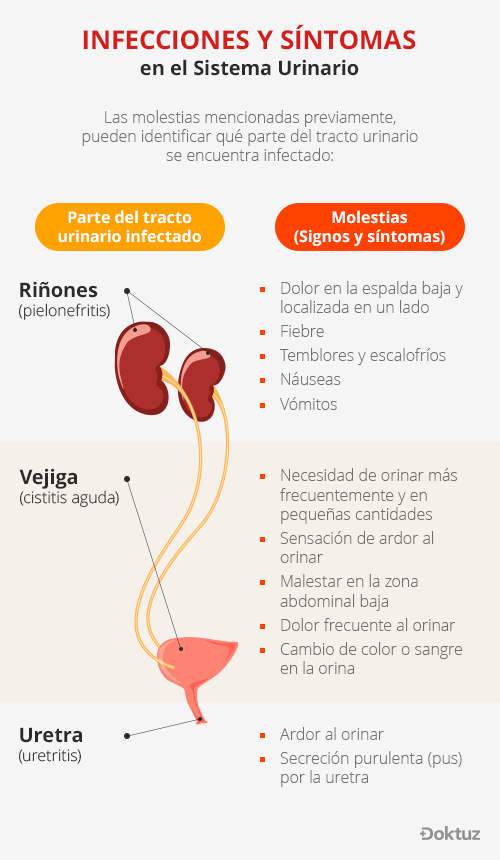 INFECCIONES Y SÍNTOMAS
en el Sistema Urinario
Las molestias mencionadas previamente,
pueden identificar qué parte del tracto urinario
se encuentra infectado:
Parte del tracto
urinario infectado
Molestias
(Signos y síntomas)
Riñones
(pielonefritis)
Dolor en la espalda baja y
localizada en un lado
Fiebre
Temblores y escalofríos
Náuseas
Vómitos
Vejiga
(cistitis aguda)
Necesidad de orinar más
frecuentemente y en
pequeñas cantidades
Sensación de ardor al
orinar
Malestar en la zona
abdominal baja
Dolor frecuente al orinar
Cambio de color o sangre
en la orina
Uretra
(uretritis)
Ardor al orinar
Secreción purulenta (pus)
por la uretra
Doktuz